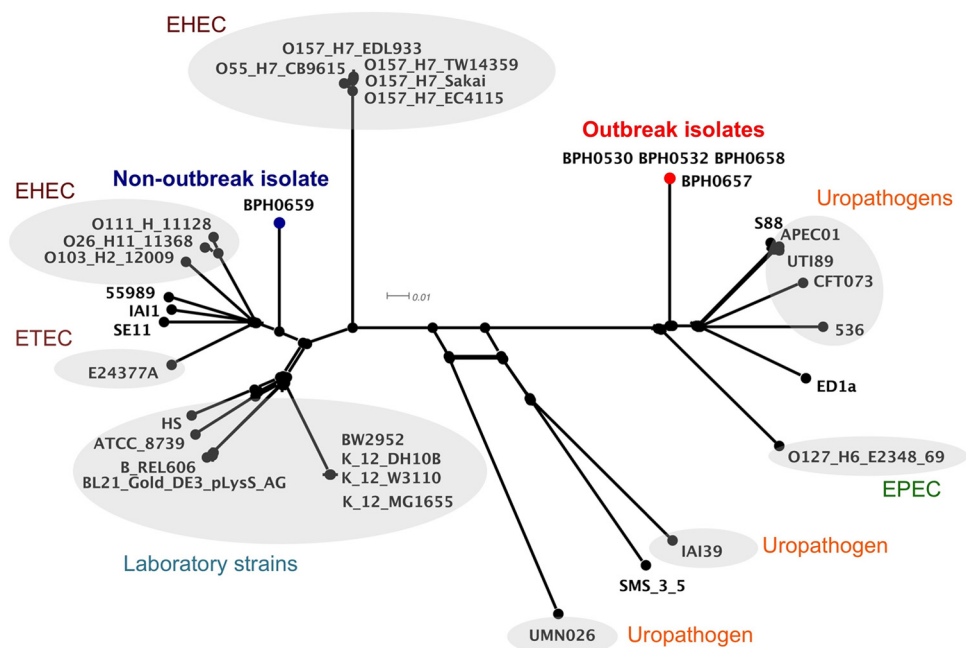 EHEC
O157_H7_EDL933
O55_H7_CB9615
O157_H7_TW14359
O157_H7_Sakai
O157_H7_EC4115
Outbreak isolates
BPH0530 BPH0532 BPH0658
BPH0657
Non-outbreak isolate
BPH0659
EHEC
O111_H_11128
O26_H11_11368
O103_H2_12009
Uropathogens
S88
APEC01
UTI89
CFT073
536
ED1a
0.01
55989
IAI1
SE11
ETEC
E24377A
HS
ATCC_8739
B_REL606
BL21_Gold_DE3_pLysS_AG
BW2952
K_12_DH10B
K_12_W3110
K_12_MG1655
Laboratory strains
O127_H6_E2348_69
EPEC
IAI39
Uropathogen
SMS_3_5
UMN026
Uropathogen